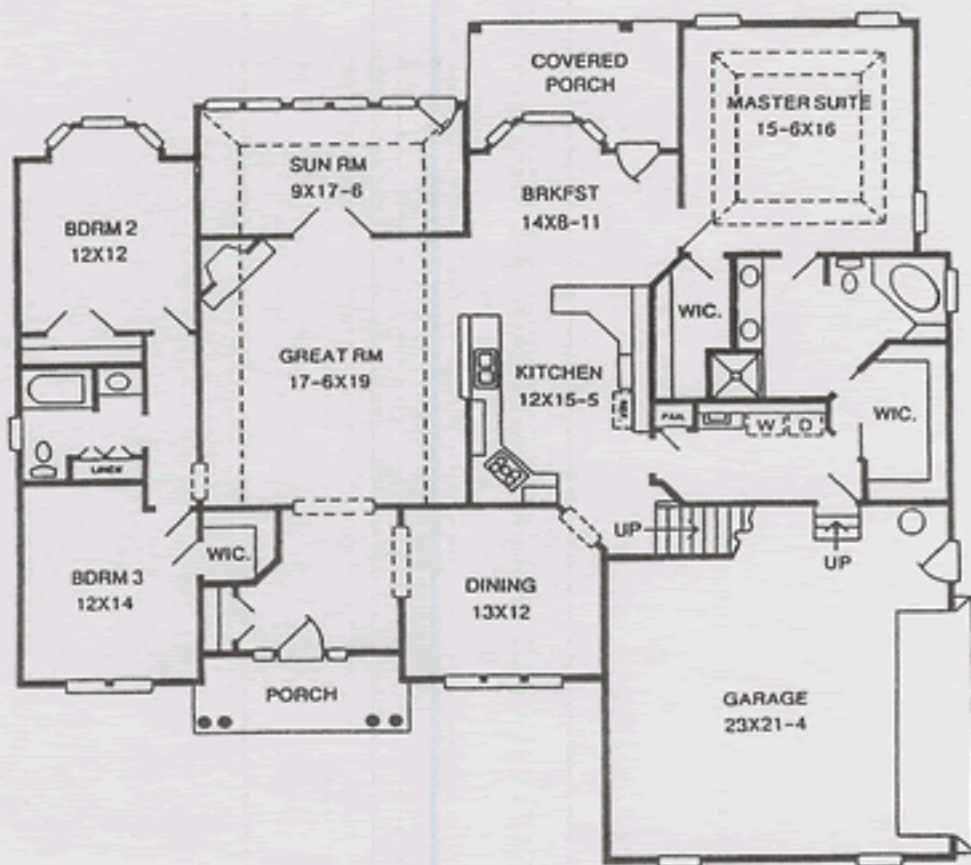 COVERED
PORCH
MASTER SUITE
15-6X16
SUN RM
9X17-6
BRKFST
14X8-11
BDRM 2
12X12
WIC.
GREAT RM
17-6X19
KITCHEN
12X15-5
REF
PAN.
W
D
WIC.
LINEN
UP
UP
WIC.
BDRM 3
12X14
DINING
13X12
PORCH
GARAGE
23X21-4